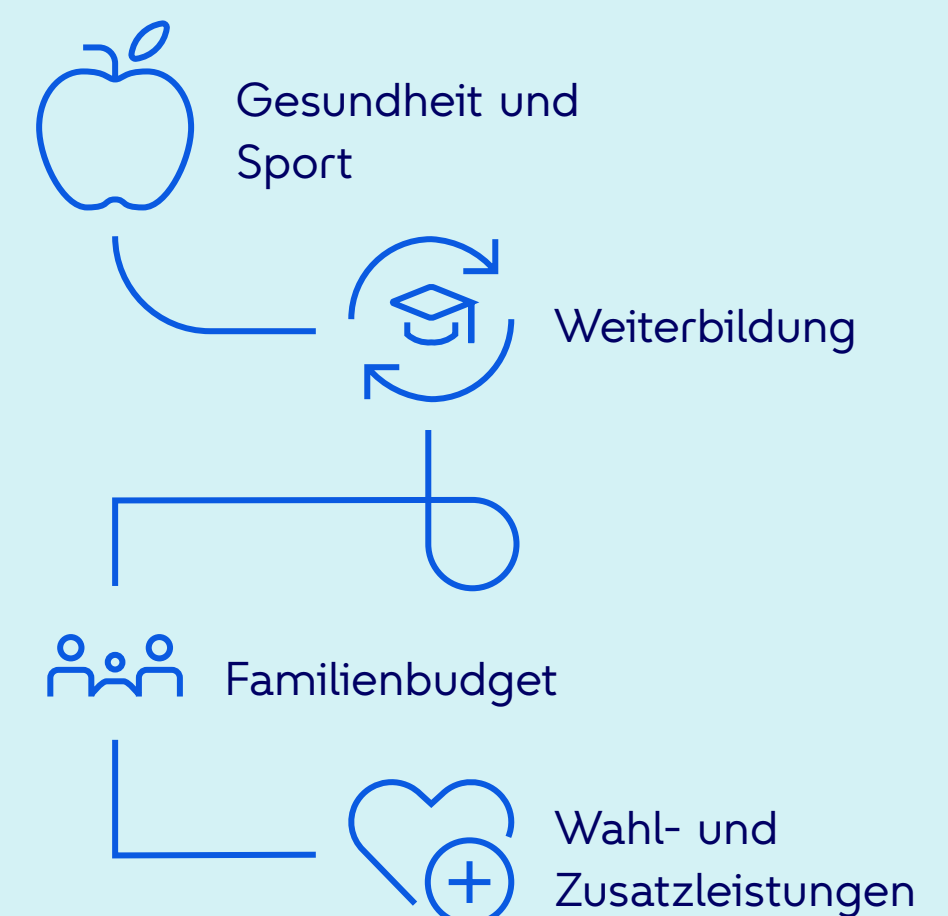 Gesundheit und
Sport
Weiterbildung
Familienbudget
Wahl- und
Zusatzleistungen